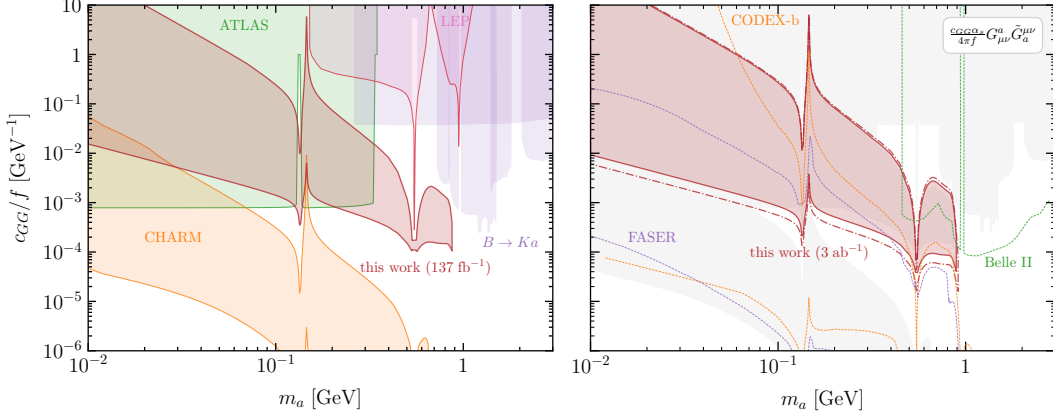 10
1
10⁻¹
10⁻²
10⁻³
10⁻⁴
10⁻⁵
10⁻⁶
c_GG/f [GeV⁻¹]
ATLAS
LEP
CHARM
B → Ka
this work (137 fb⁻¹)
10⁻² 10⁻¹ 1
m_a [GeV]
CODEX-b
c_GG α_s / 4πf G^a_μν G̃_a^μν
FASER
this work (3 ab⁻¹)
Belle II
10⁻² 10⁻¹ 1
m_a [GeV]